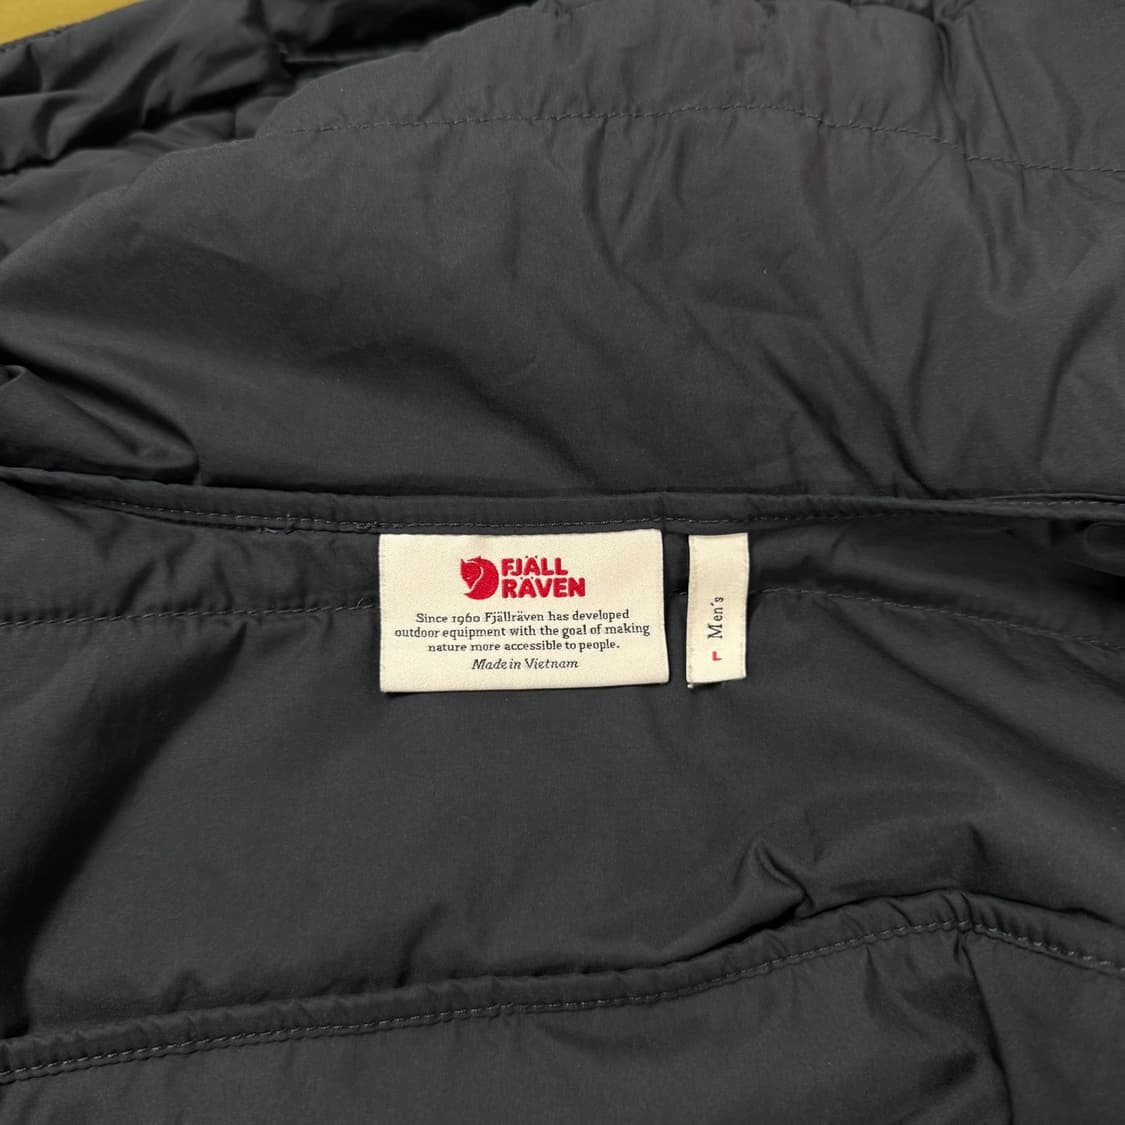 FJÄLL
RÄVEN
Since 1960 Fjällräven has developed
outdoor equipment with the goal of making
nature more accessible to people.
Made in Vietnam
Men's
L